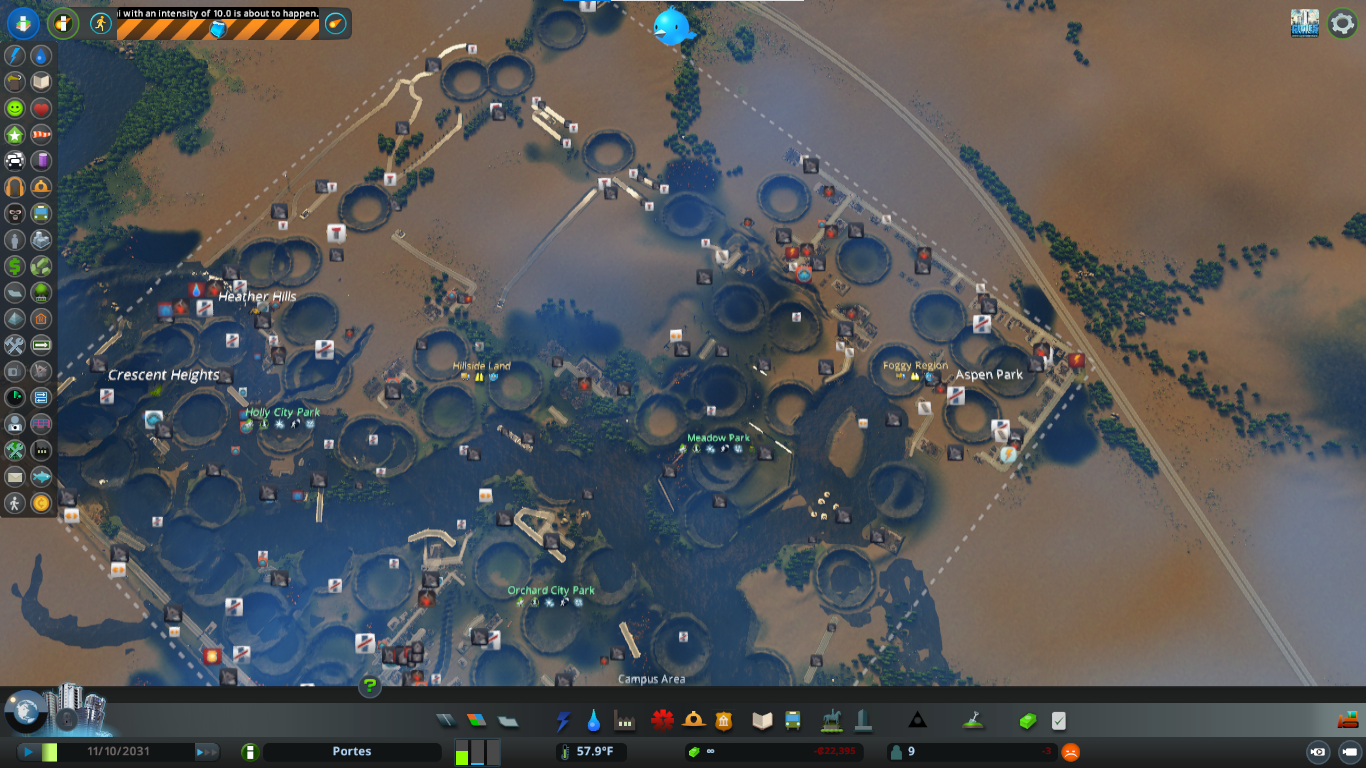 i with an intensity of 10.0 is about to happen.
Heather Hills
Crescent Heights
Hillside Land
Foggy Region
Aspen Park
Holly City Park
Meadow Park
Orchard City Park
Campus Area
?
11/10/2031
Portes
57.9°F
∞
-₡22,395
9
-3